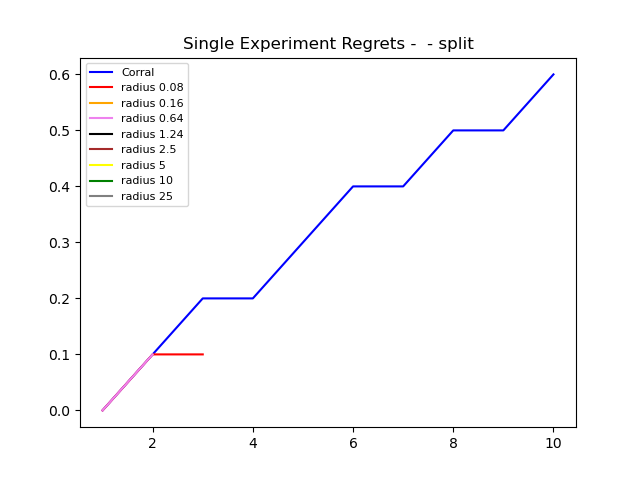 Single Experiment Regrets -  - split
Corral
radius 0.08
radius 0.16
radius 0.64
radius 1.24
radius 2.5
radius 5
radius 10
radius 25
0.6
0.5
0.4
0.3
0.2
0.1
0.0
2 4 6 8 10